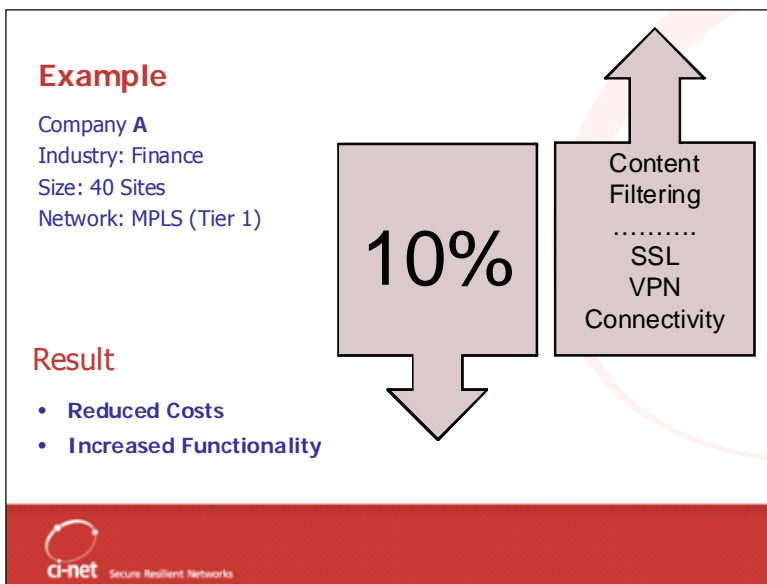 Example
Company A
Industry: Finance
Size: 40 Sites
Network: MPLS (Tier 1)
10%
Content
Filtering
..........
SSL
VPN
Connectivity
Result
• Reduced Costs
• Increased Functionality
ci-net Secure Resilient Networks